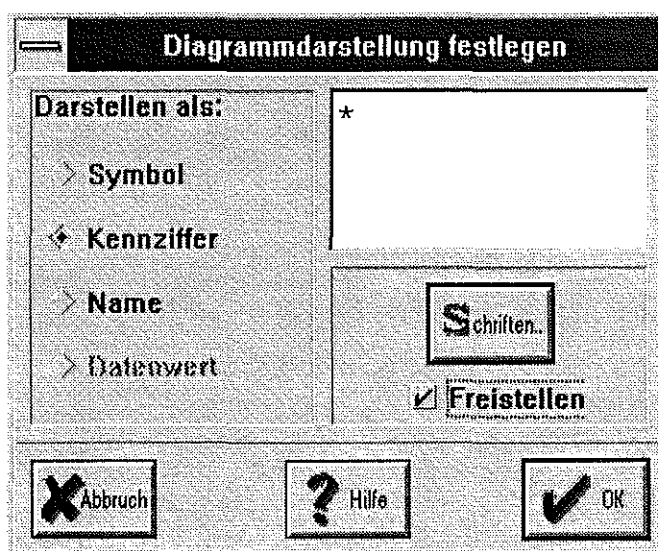 Diagrammdarstellung festlegen
Darstellen als:
*
Symbol
Kennziffer
Name
Datenwert
Schriften..
Freistellen
Abbruch
? Hilfe
OK